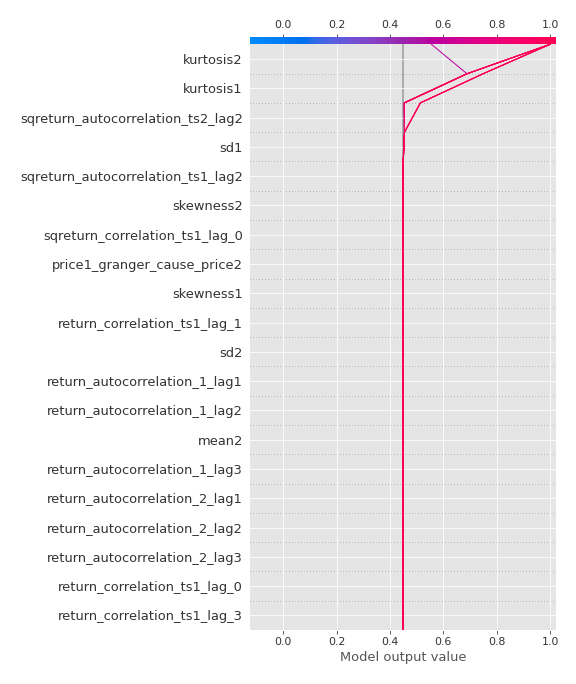 0.0 0.2 0.4 0.6 0.8 1.0
kurtosis2
kurtosis1
sqreturn_autocorrelation_ts2_lag2
sd1
sqreturn_autocorrelation_ts1_lag2
skewness2
sqreturn_correlation_ts1_lag_0
price1_granger_cause_price2
skewness1
return_correlation_ts1_lag_1
sd2
return_autocorrelation_1_lag1
return_autocorrelation_1_lag2
mean2
return_autocorrelation_1_lag3
return_autocorrelation_2_lag1
return_autocorrelation_2_lag2
return_autocorrelation_2_lag3
return_correlation_ts1_lag_0
return_correlation_ts1_lag_3
0.0 0.2 0.4 0.6 0.8 1.0
Model output value